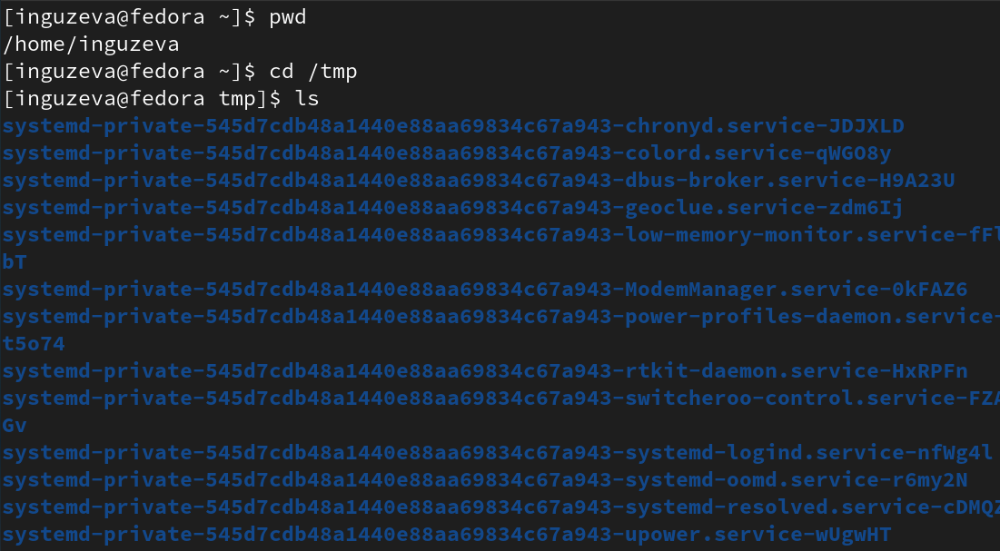 [inguzeva@fedora ~]$ pwd
/home/inguzeva
[inguzeva@fedora ~]$ cd /tmp
[inguzeva@fedora tmp]$ ls
systemd-private-545d7cdb48a1440e88aa69834c67a943-chronyd.service-JDJXLD
systemd-private-545d7cdb48a1440e88aa69834c67a943-colord.service-qWGO8y
systemd-private-545d7cdb48a1440e88aa69834c67a943-dbus-broker.service-H9A23U
systemd-private-545d7cdb48a1440e88aa69834c67a943-geoclue.service-zdm6Ij
systemd-private-545d7cdb48a1440e88aa69834c67a943-low-memory-monitor.service-fFl
bT
systemd-private-545d7cdb48a1440e88aa69834c67a943-ModemManager.service-0kFAZ6
systemd-private-545d7cdb48a1440e88aa69834c67a943-power-profiles-daemon.service-
t5o74
systemd-private-545d7cdb48a1440e88aa69834c67a943-rtkit-daemon.service-HxRPFn
systemd-private-545d7cdb48a1440e88aa69834c67a943-switcheroo-control.service-FZA
Gv
systemd-private-545d7cdb48a1440e88aa69834c67a943-systemd-logind.service-nfWg4l
systemd-private-545d7cdb48a1440e88aa69834c67a943-systemd-oomd.service-r6my2N
systemd-private-545d7cdb48a1440e88aa69834c67a943-systemd-resolved.service-cDMQZ
systemd-private-545d7cdb48a1440e88aa69834c67a943-upower.service-wUgwHT